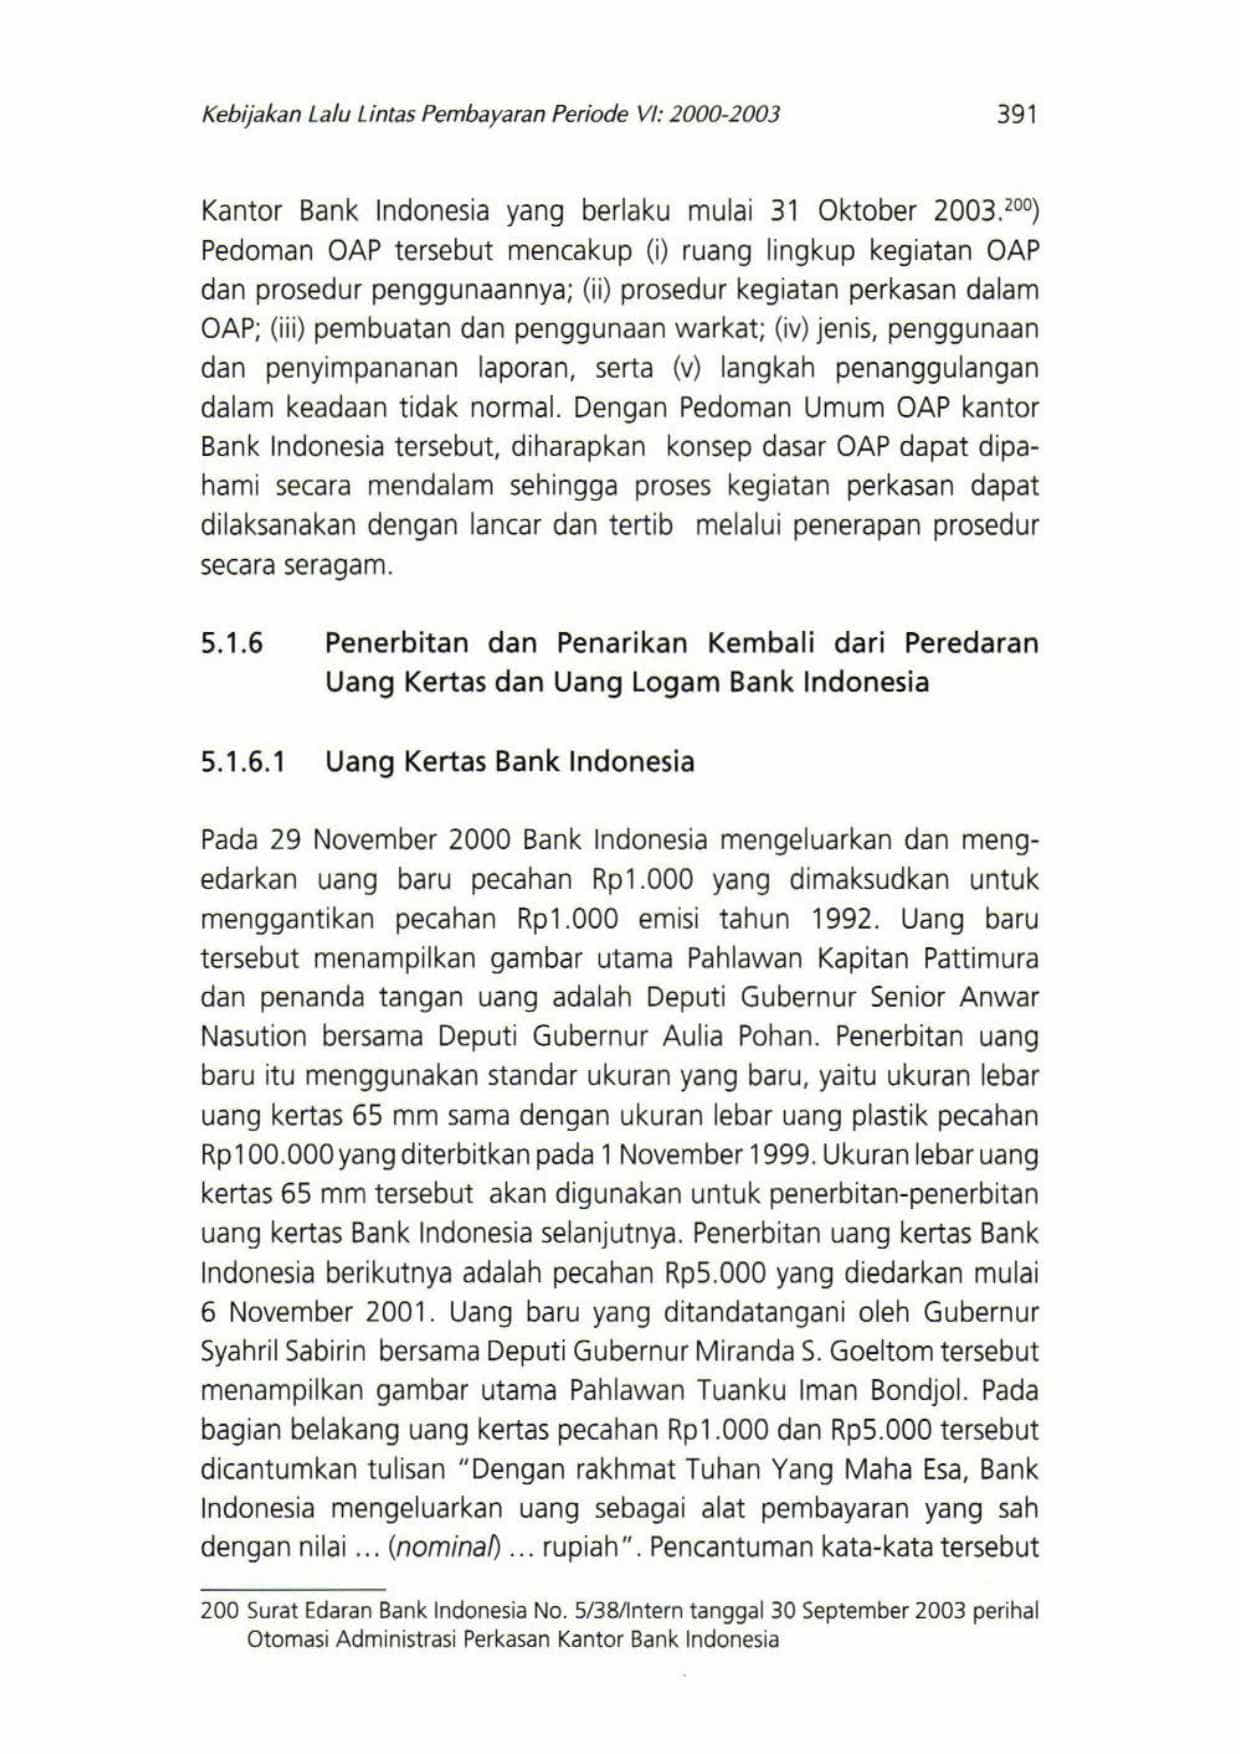 Kebijakan Lalu Lintas Pembayaran Periode VI: 2000-2003 391
Kantor Bank Indonesia yang berlaku mulai 31 Oktober 2003.200)
Pedoman OAP tersebut mencakup (i) ruang lingkup kegiatan OAP
dan prosedur penggunaannya; (ii) prosedur kegiatan perkasan dalam
OAP; (iii) pembuatan dan penggunaan warkat; (iv) jenis, penggunaan
dan penyimpananan laporan, serta (v) langkah penanggulangan
dalam keadaan tidak normal. Dengan Pedoman Umum OAP kantor
Bank Indonesia tersebut, diharapkan konsep dasar OAP dapat dipa-
hami secara mendalam sehingga proses kegiatan perkasan dapat
dilaksanakan dengan lancar dan tertib melalui penerapan prosedur
secara seragam.
5.1.6 Penerbitan dan Penarikan Kembali dari Peredaran
Uang Kertas dan Uang Logam Bank Indonesia
5.1.6.1 Uang Kertas Bank Indonesia
Pada 29 November 2000 Bank Indonesia mengeluarkan dan meng-
edarkan uang baru pecahan Rp1.000 yang dimaksudkan untuk
menggantikan pecahan Rp1.000 emisi tahun 1992. Uang baru
tersebut menampilkan gambar utama Pahlawan Kapitan Pattimura
dan penanda tangan uang adalah Deputi Gubernur Senior Anwar
Nasution bersama Deputi Gubernur Aulia Pohan. Penerbitan uang
baru itu menggunakan standar ukuran yang baru, yaitu ukuran lebar
uang kertas 65 mm sama dengan ukuran lebar uang plastik pecahan
Rp100.000 yang diterbitkan pada 1 November 1999. Ukuran lebar uang
kertas 65 mm tersebut akan digunakan untuk penerbitan-penerbitan
uang kertas Bank Indonesia selanjutnya. Penerbitan uang kertas Bank
Indonesia berikutnya adalah pecahan Rp5.000 yang diedarkan mulai
6 November 2001. Uang baru yang ditandatangani oleh Gubernur
Syahril Sabirin bersama Deputi Gubernur Miranda S. Goeltom tersebut
menampilkan gambar utama Pahlawan Tuanku Iman Bondjol. Pada
bagian belakang uang kertas pecahan Rp1.000 dan Rp5.000 tersebut
dicantumkan tulisan "Dengan rakhmat Tuhan Yang Maha Esa, Bank
Indonesia mengeluarkan uang sebagai alat pembayaran yang sah
dengan nilai ... (nominal) ... rupiah". Pencantuman kata-kata tersebut
200 Surat Edaran Bank Indonesia No. 5/38/Intern tanggal 30 September 2003 perihal
Otomasi Administrasi Perkasan Kantor Bank Indonesia